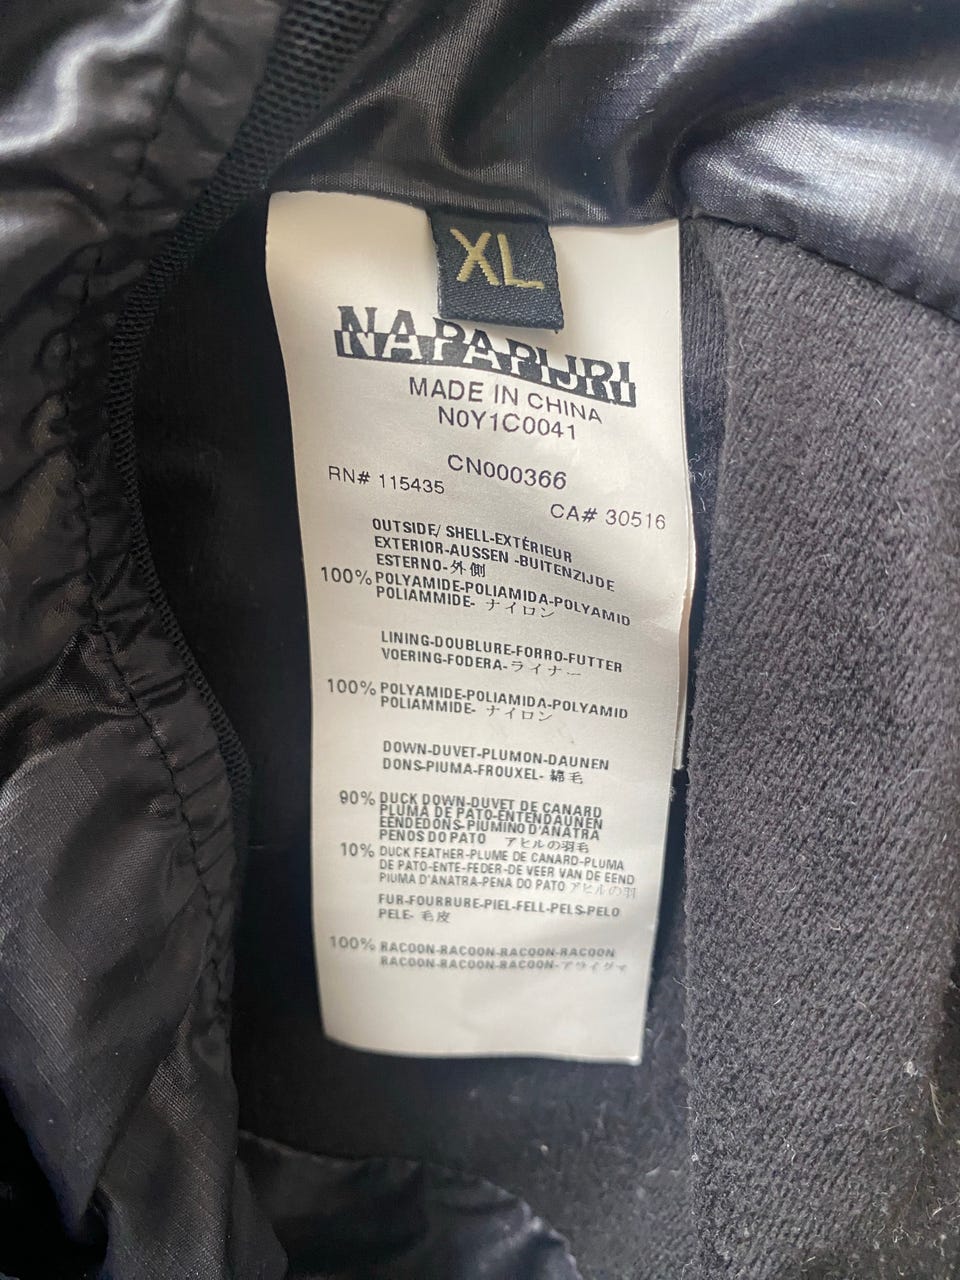 XL
NAPAPIJRI
MADE IN CHINA
N0Y1C0041
CN000366
RN# 115435
CA# 30516
OUTSIDE/ SHELL-EXTÉRIEUR
EXTERIOR-AUSSEN -BUITENZIJDE
ESTERNO-外側
100% POLYAMIDE-POLIAMIDA-POLYAMID
POLIAMMIDE- ナイロン
LINING-DOUBLURE-FORRO-FUTTER
VOERING-FODERA-ライナー
100% POLYAMIDE-POLIAMIDA-POLYAMID
POLIAMMIDE- ナイロン
DOWN-DUVET-PLUMON-DAUNEN
DONS-PIUMA-FROUXEL- 綿毛
90% DUCK DOWN-DUVET DE CANARD
PLUMA DE PATO-ENTENDAUNEN
EENDEDONS-PIUMINO D'ANATRA
PENOS DO PATO アヒルの羽毛
10% DUCK FEATHER-PLUME DE CANARD-PLUMA
DE PATO-ENTE-FEDER-DE VEER VAN DE EEND
PIUMA D'ANATRA-PENA DO PATO アヒルの羽
FUR-FOURRURE-PIEL-FELL-PELS-PELO
PELE- 毛皮
100% RACOON-RACOON-RACOON-RACOON
RACOON-RACOON-RACOON-アライグマ